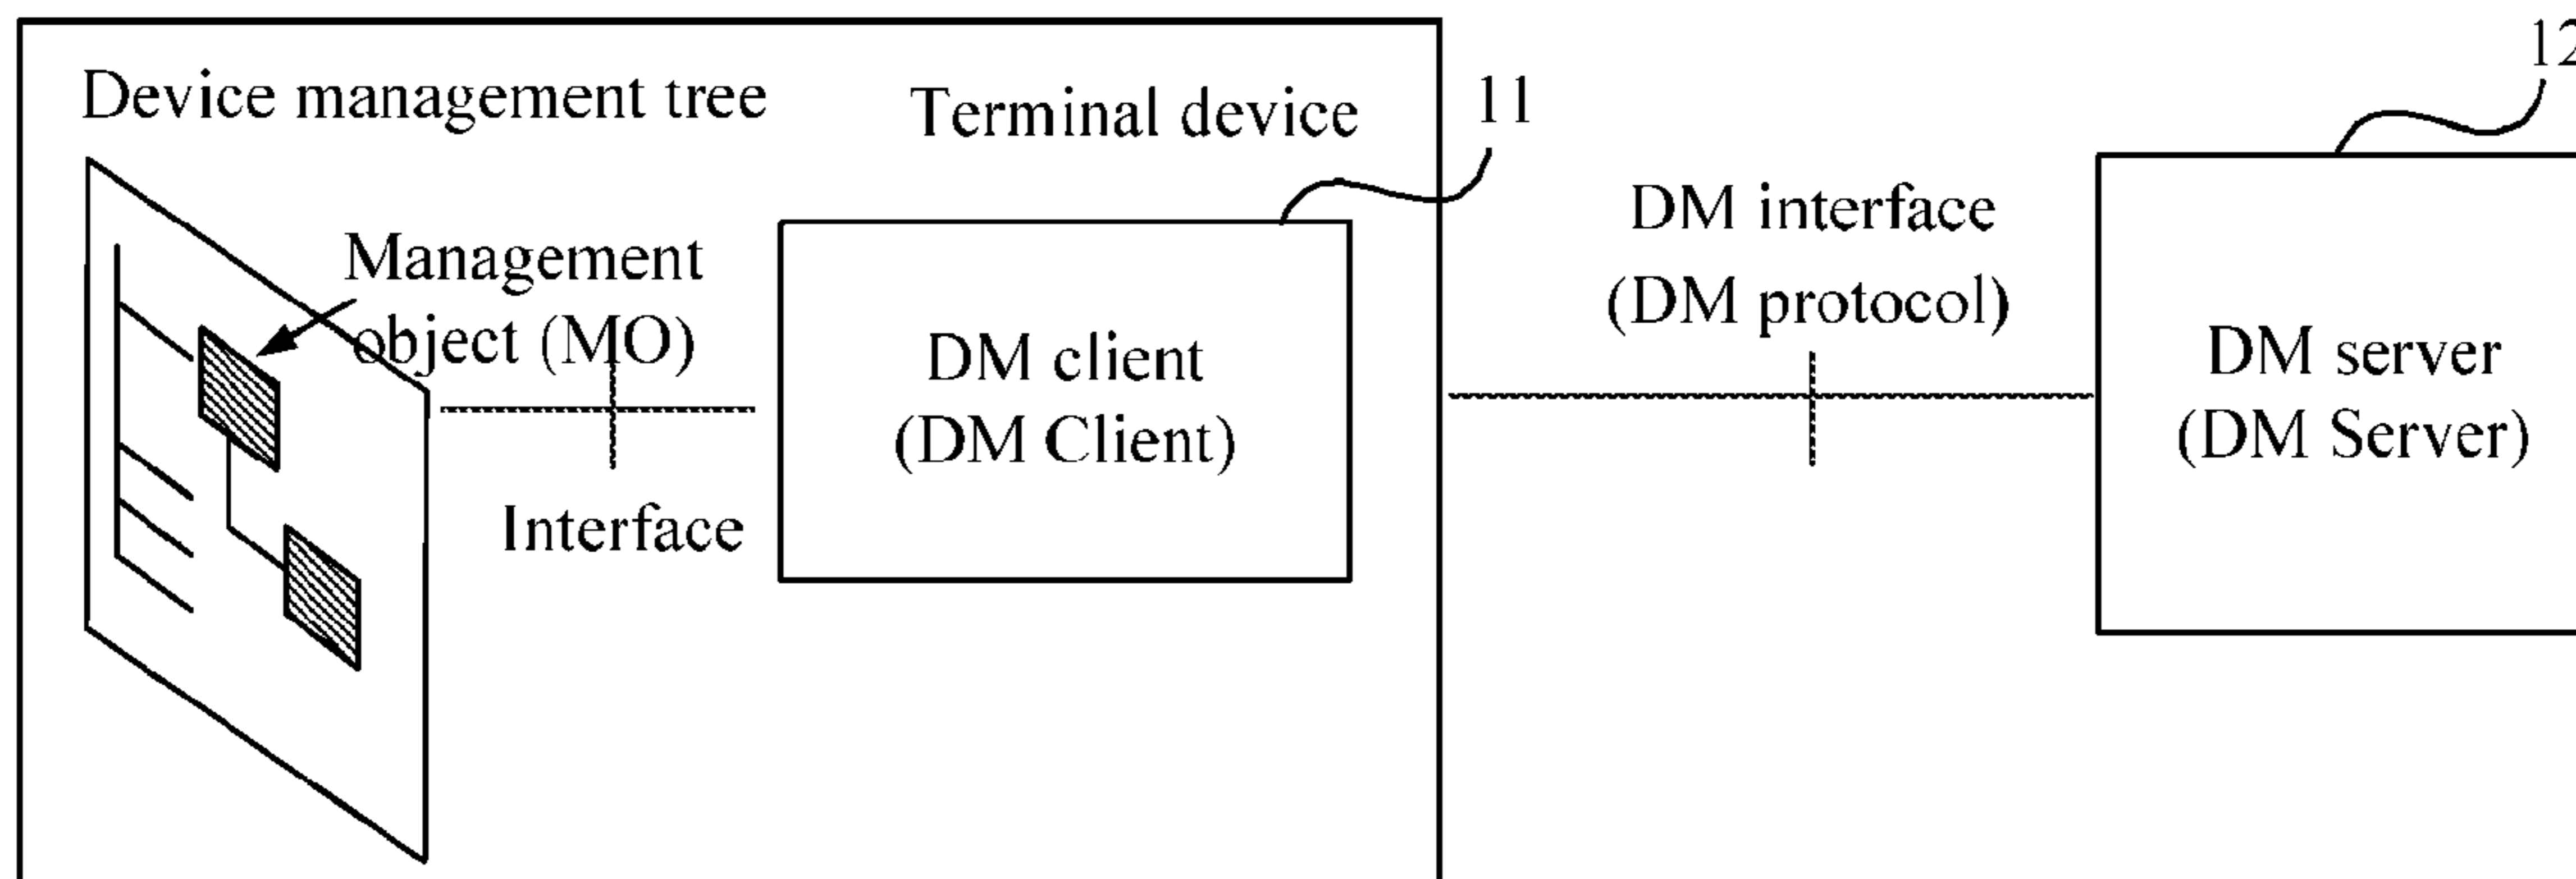 Device management tree
Terminal device
11
12
Management
object (MO)
Interface
DM client
(DM Client)
DM interface
(DM protocol)
DM server
(DM Server)